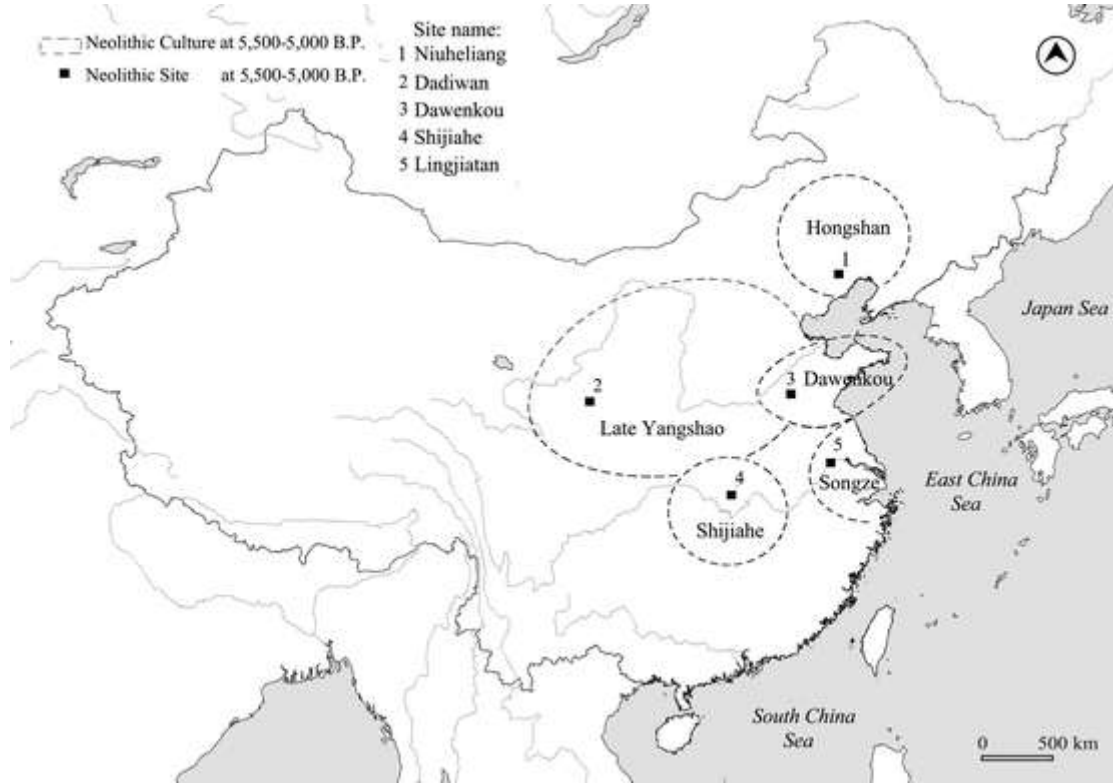 Neolithic Culture at 5,500-5,000 B.P.
Neolithic Site at 5,500-5,000 B.P.
Site name:
1 Niuheliang
2 Dadiwan
3 Dawenkou
4 Shijiahe
5 Lingjiatan
Hongshan
1
Japan Sea
2
3 Dawenkou
Late Yangshao
5
Songze
East China
Sea
4
Shijiahe
South China
Sea
0 500 km